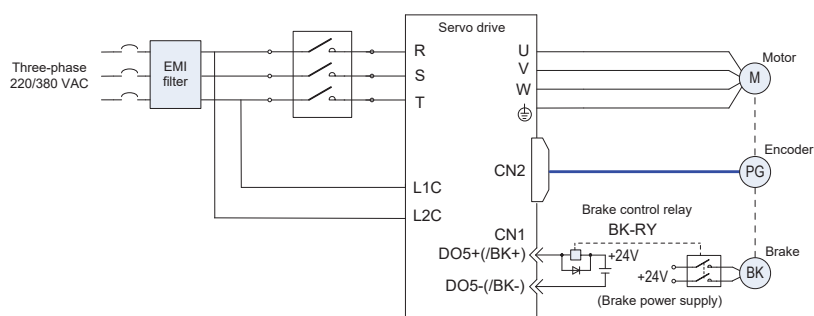 Servo drive
Three-phase
220/380 VAC
EMI
filter
R
S
T
L1C
L2C
U
V
W
Motor
M
CN2
Encoder
PG
CN1
DO5+(/BK+)
DO5-(/BK-)
Brake control relay
BK-RY
+24V
+24V
(Brake power supply)
Brake
BK